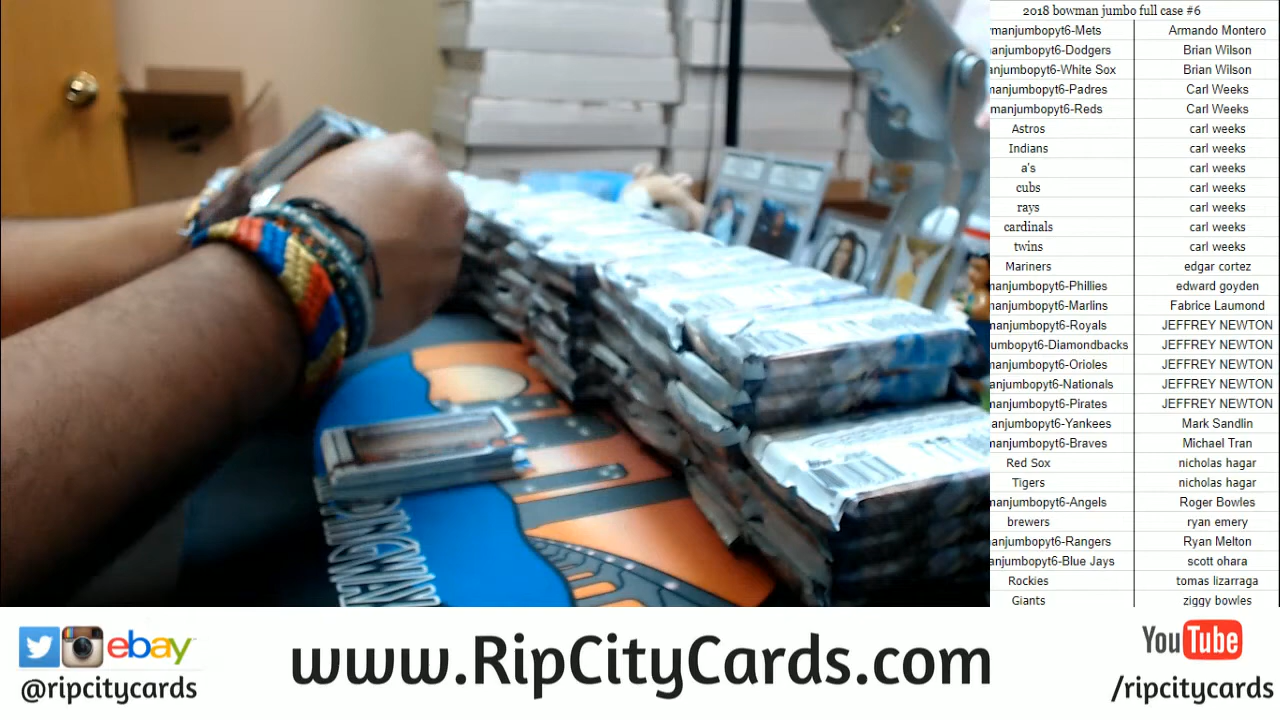 2018 bowman jumbo full case #6
manjumbopyt6-Mets Armando Montero
anjumbopyt6-Dodgers Brian Wilson
anjumbopyt6-White Sox Brian Wilson
manjumbopyt6-Padres Carl Weeks
manjumbopyt6-Reds Carl Weeks
Astros carl weeks
Indians carl weeks
a's carl weeks
cubs carl weeks
rays carl weeks
cardinals carl weeks
twins carl weeks
Mariners edgar cortez
manjumbopyt6-Phillies edward goyden
manjumbopyt6-Marlins Fabrice Laumond
manjumbopyt6-Royals JEFFREY NEWTON
umbopyt6-Diamondbacks JEFFREY NEWTON
manjumbopyt6-Orioles JEFFREY NEWTON
anjumbopyt6-Nationals JEFFREY NEWTON
manjumbopyt6-Pirates JEFFREY NEWTON
manjumbopyt6-Yankees Mark Sandlin
manjumbopyt6-Braves Michael Tran
Red Sox nicholas hagar
Tigers nicholas hagar
manjumbopyt6-Angels Roger Bowles
brewers ryan emery
anjumbopyt6-Rangers Ryan Melton
manjumbopyt6-Blue Jays scott ohara
Rockies tomas lizarraga
Giants ziggy bowles
ebay
@ripcitycards
www.RipCityCards.com
YouTube
/ripcitycards